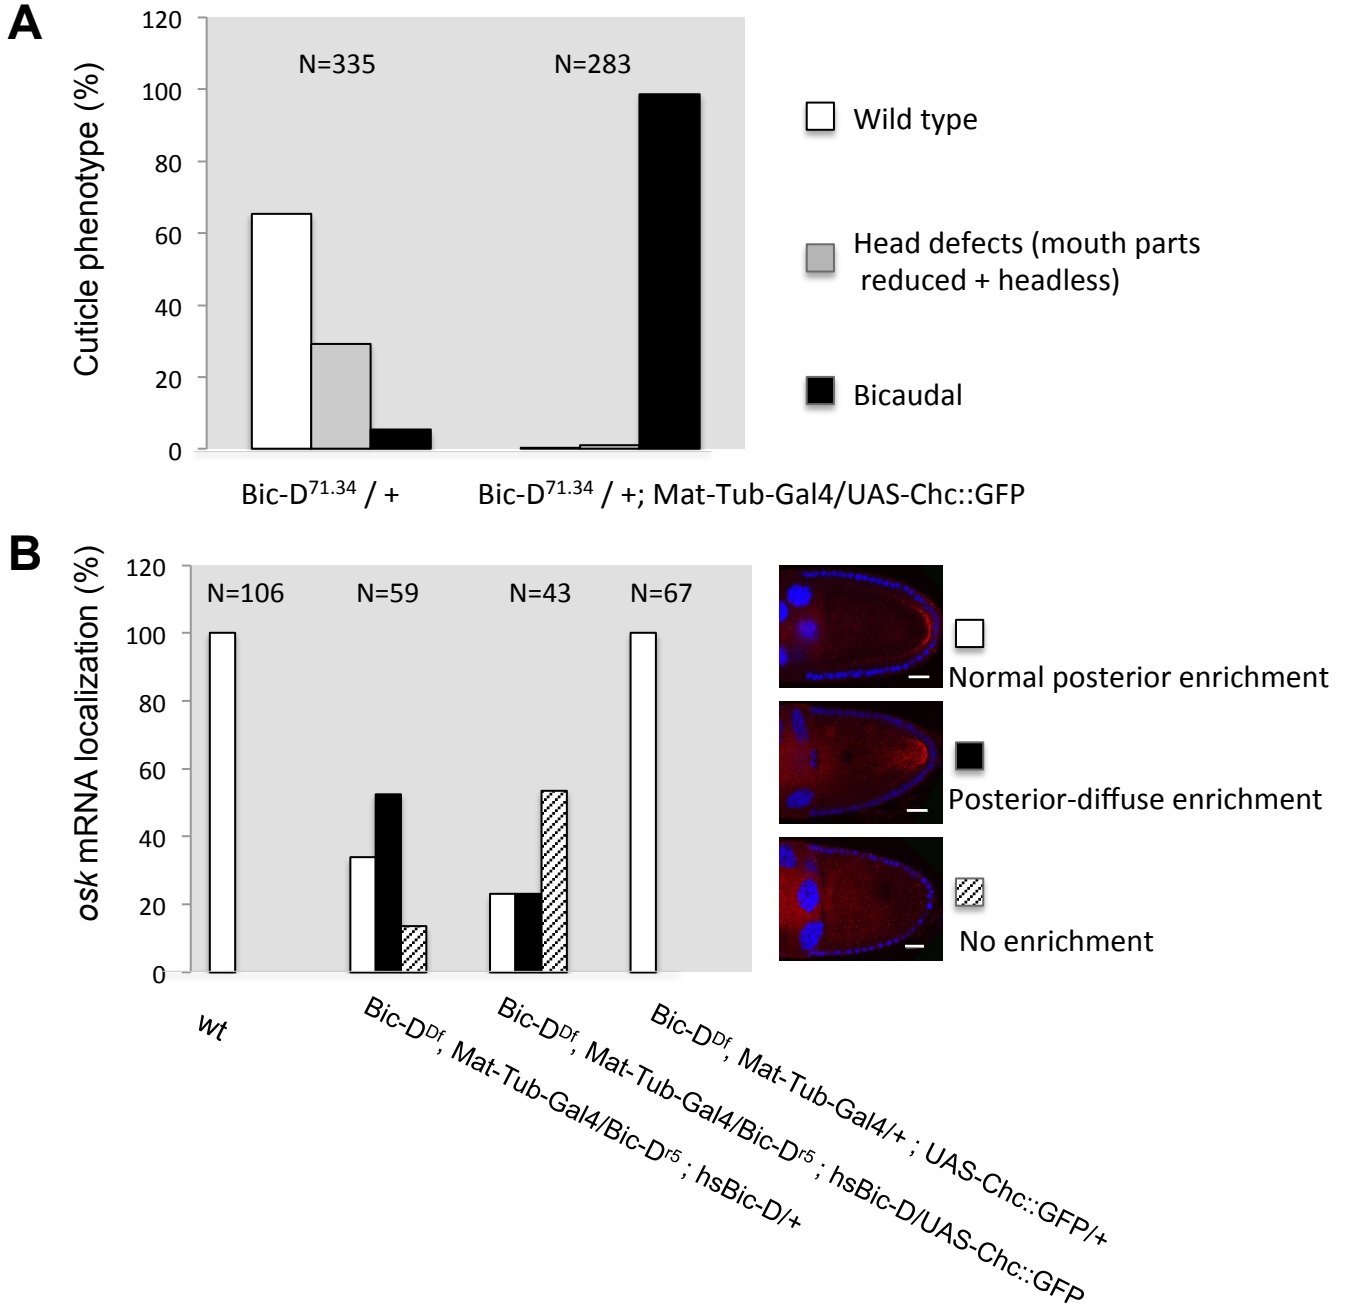 A
Cuticle phenotype (%)
120
100
80
60
40
20
0
N=335
N=283
Wild type
Head defects (mouth parts
reduced + headless)
Bicaudal
Bic-D71.34 / +
Bic-D71.34 / +; Mat-Tub-Gal4/UAS-Chc::GFP
B
osk mRNA localization (%)
120
100
80
60
40
20
0
N=106
N=59
N=43
N=67
Normal posterior enrichment
Posterior-diffuse enrichment
No enrichment
wt
Bic-DDf, Mat-Tub-Gal4/Bic-Dr5 ; hsBic-D/+
Bic-DDf, Mat-Tub-Gal4/Bic-Dr5 ; hsBic-D/UAS-Chc::GFP
Bic-DDf, Mat-Tub-Gal4/+ ; UAS-Chc::GFP/+